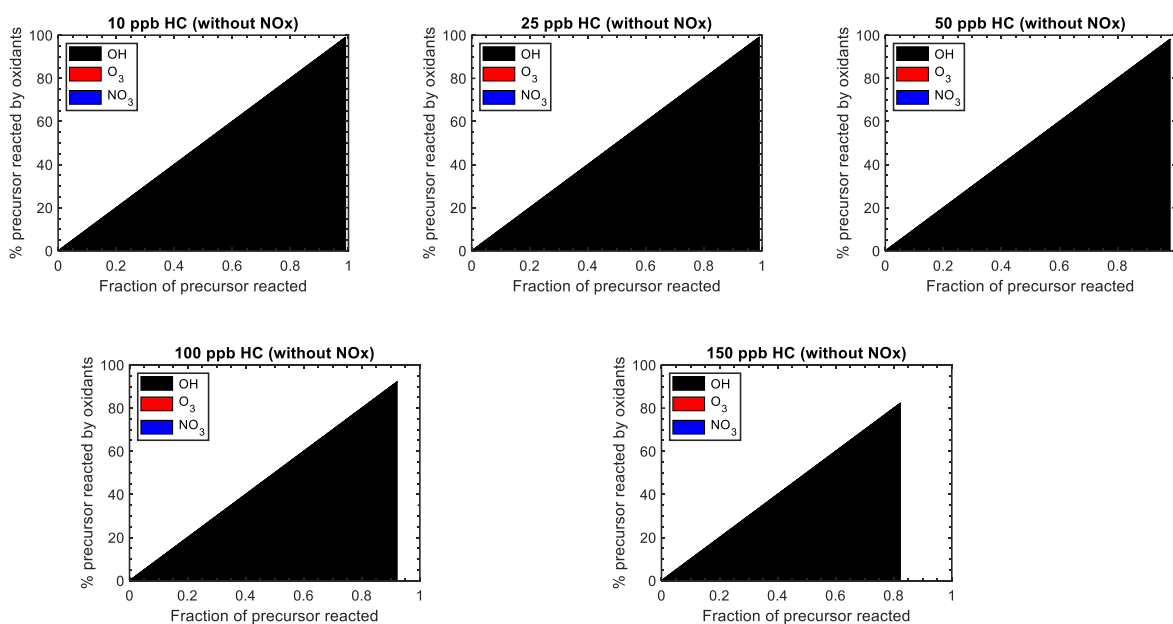 10 ppb HC (without NOx)
% precursor reacted by oxidants
100
80
60
40
20
0
OH
O3
NO3
0 0.2 0.4 0.6 0.8 1
Fraction of precursor reacted
25 ppb HC (without NOx)
% precursor reacted by oxidants
100
80
60
40
20
0
OH
O3
NO3
0 0.2 0.4 0.6 0.8 1
Fraction of precursor reacted
50 ppb HC (without NOx)
% precursor reacted by oxidants
100
80
60
40
20
0
OH
O3
NO3
0 0.2 0.4 0.6 0.8
Fraction of precursor reacted
100 ppb HC (without NOx)
% precursor reacted by oxidants
100
80
60
40
20
0
OH
O3
NO3
0 0.2 0.4 0.6 0.8 1
Fraction of precursor reacted
150 ppb HC (without NOx)
% precursor reacted by oxidants
100
80
60
40
20
0
OH
O3
NO3
0 0.2 0.4 0.6 0.8 1
Fraction of precursor reacted